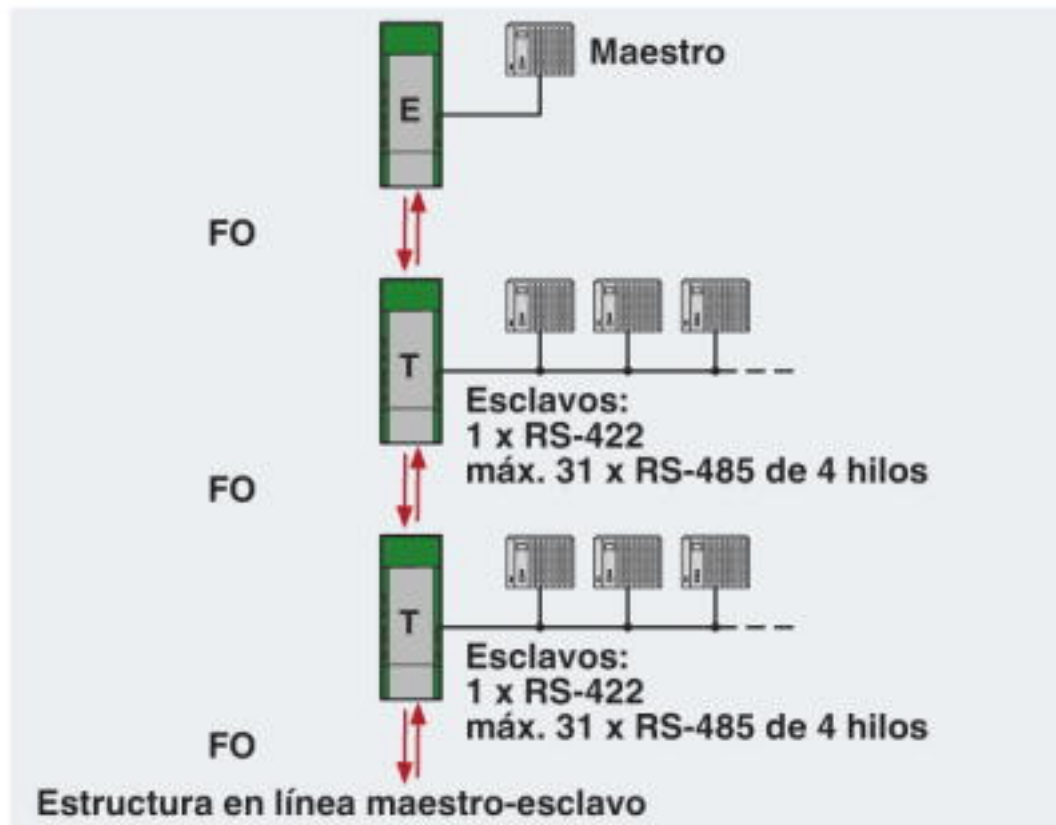 E
Maestro
FO
T
Esclavos:
1 x RS-422
máx. 31 x RS-485 de 4 hilos
FO
T
Esclavos:
1 x RS-422
máx. 31 x RS-485 de 4 hilos
FO
Estructura en línea maestro-esclavo